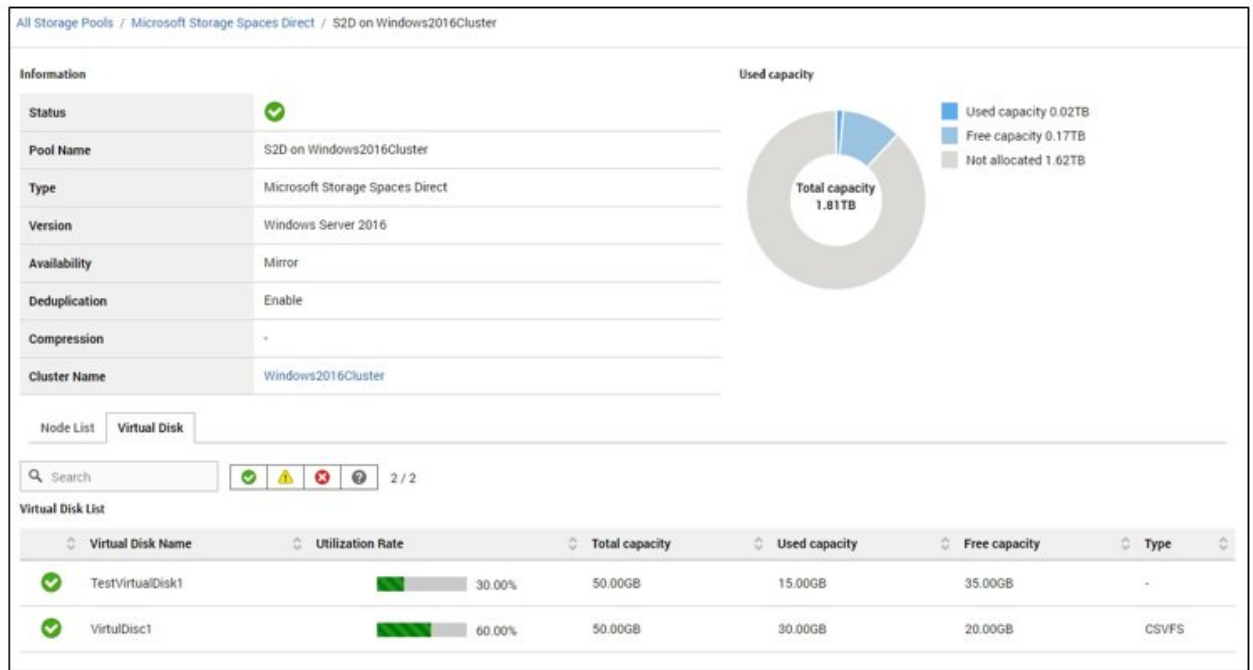 All Storage Pools / Microsoft Storage Spaces Direct / S2D on Windows2016Cluster
Information
Status
Pool Name S2D on Windows2016Cluster
Type Microsoft Storage Spaces Direct
Version Windows Server 2016
Availability Mirror
Deduplication Enable
Compression -
Cluster Name Windows2016Cluster
Used capacity
Used capacity 0.02TB
Free capacity 0.17TB
Not allocated 1.62TB
Total capacity
1.81TB
Node List Virtual Disk
Search 2 / 2
Virtual Disk List
Virtual Disk Name Utilization Rate Total capacity Used capacity Free capacity Type
TestVirtualDisk1 30.00% 50.00GB 15.00GB 35.00GB -
VirtulDisc1 60.00% 50.00GB 30.00GB 20.00GB CSVFS